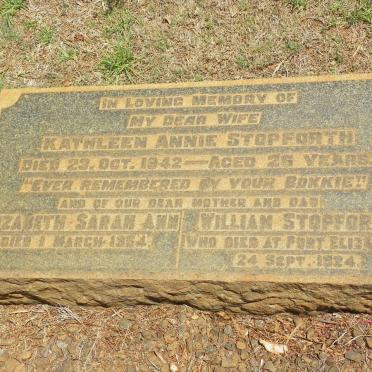 IN LOVING MEMORY OF
MY DEAR WIFE
KATHLEEN ANNIE STOPFORTH
DIED 29. OCT. 1942 — AGED 26 YEARS
"EVER REMEMBERED BY YOUR BOKKIE"
AND OF OUR DEAR MOTHER AND DAD
ZABETH SARAH ANN WILLIAM STOPFOR
DIED 1 MARCH 1954. WHO DIED AT PORT ELIZ
24 SEPT. 1924.